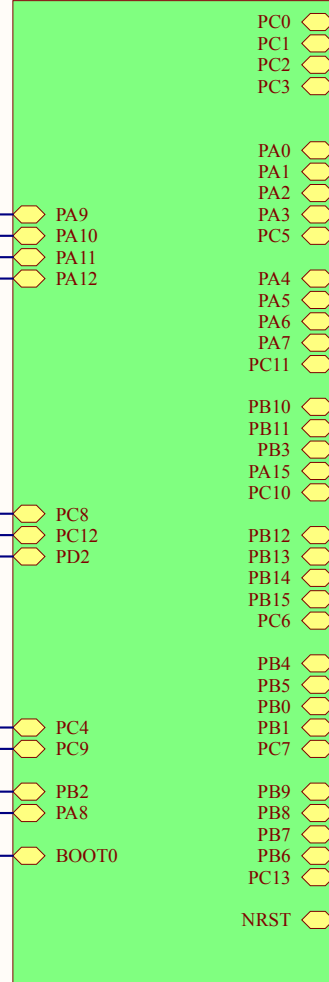 PC0
PC1
PC2
PC3
PA0
PA1
PA2
PA9 PA3
PA10 PC5
PA11
PA12 PA4
PA5
PA6
PA7
PC11
PB10
PB11
PB3
PA15
PC10
PC8
PC12 PB12
PD2 PB13
PB14
PB15
PC6
PB4
PB5
PB0
PC4 PB1
PC9 PC7
PB2 PB9
PA8 PB8
PB7
BOOT0 PB6
PC13
NRST